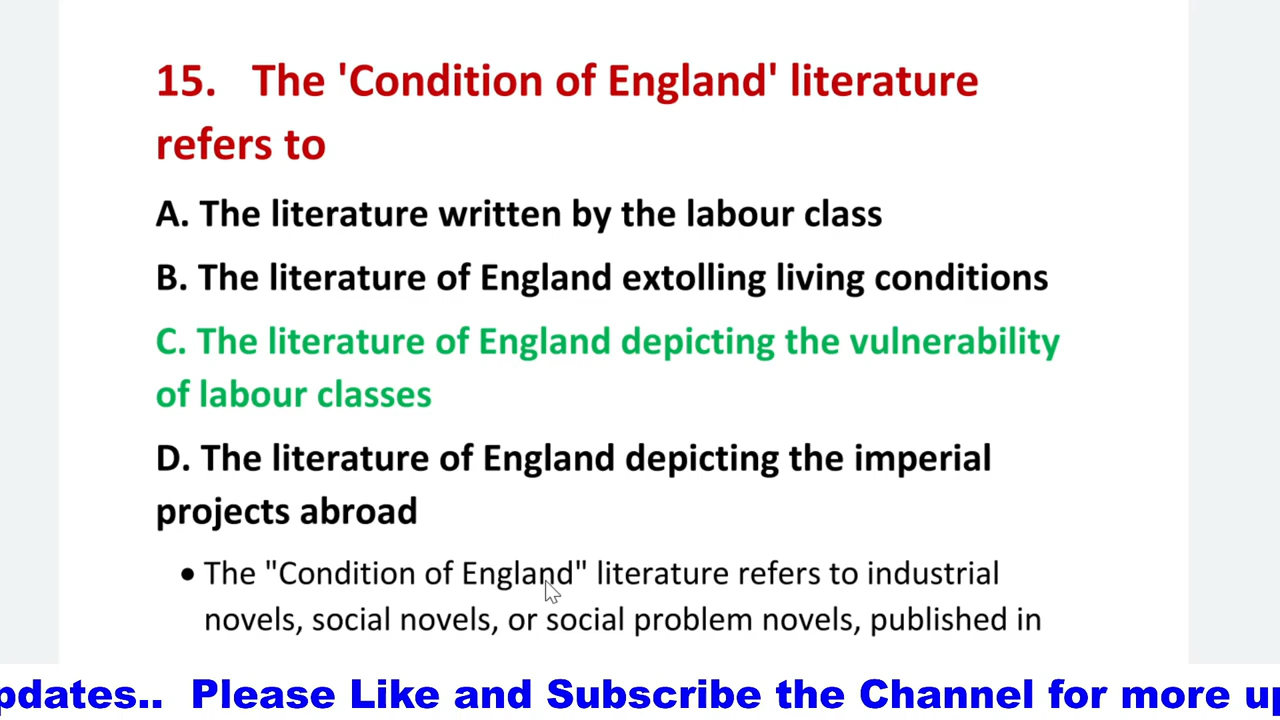 15. The 'Condition of England' literature
refers to
A. The literature written by the labour class
B. The literature of England extolling living conditions
C. The literature of England depicting the vulnerability
of labour classes
D. The literature of England depicting the imperial
projects abroad
• The "Condition of England" literature refers to industrial
novels, social novels, or social problem novels, published in
pdates.. Please Like and Subscribe the Channel for more up